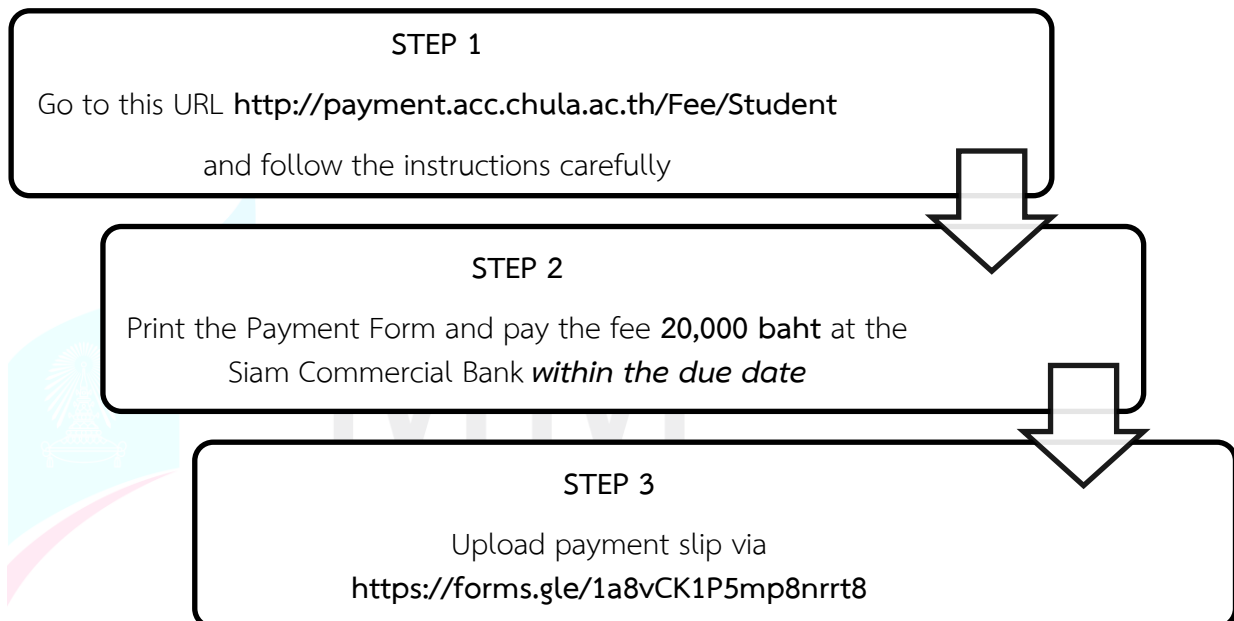 STEP 1
Go to this URL http://payment.acc.chula.ac.th/Fee/Student
and follow the instructions carefully
STEP 2
Print the Payment Form and pay the fee 20,000 baht at the
Siam Commercial Bank within the due date
STEP 3
Upload payment slip via
https://forms.gle/1a8vCK1P5mp8nrrt8